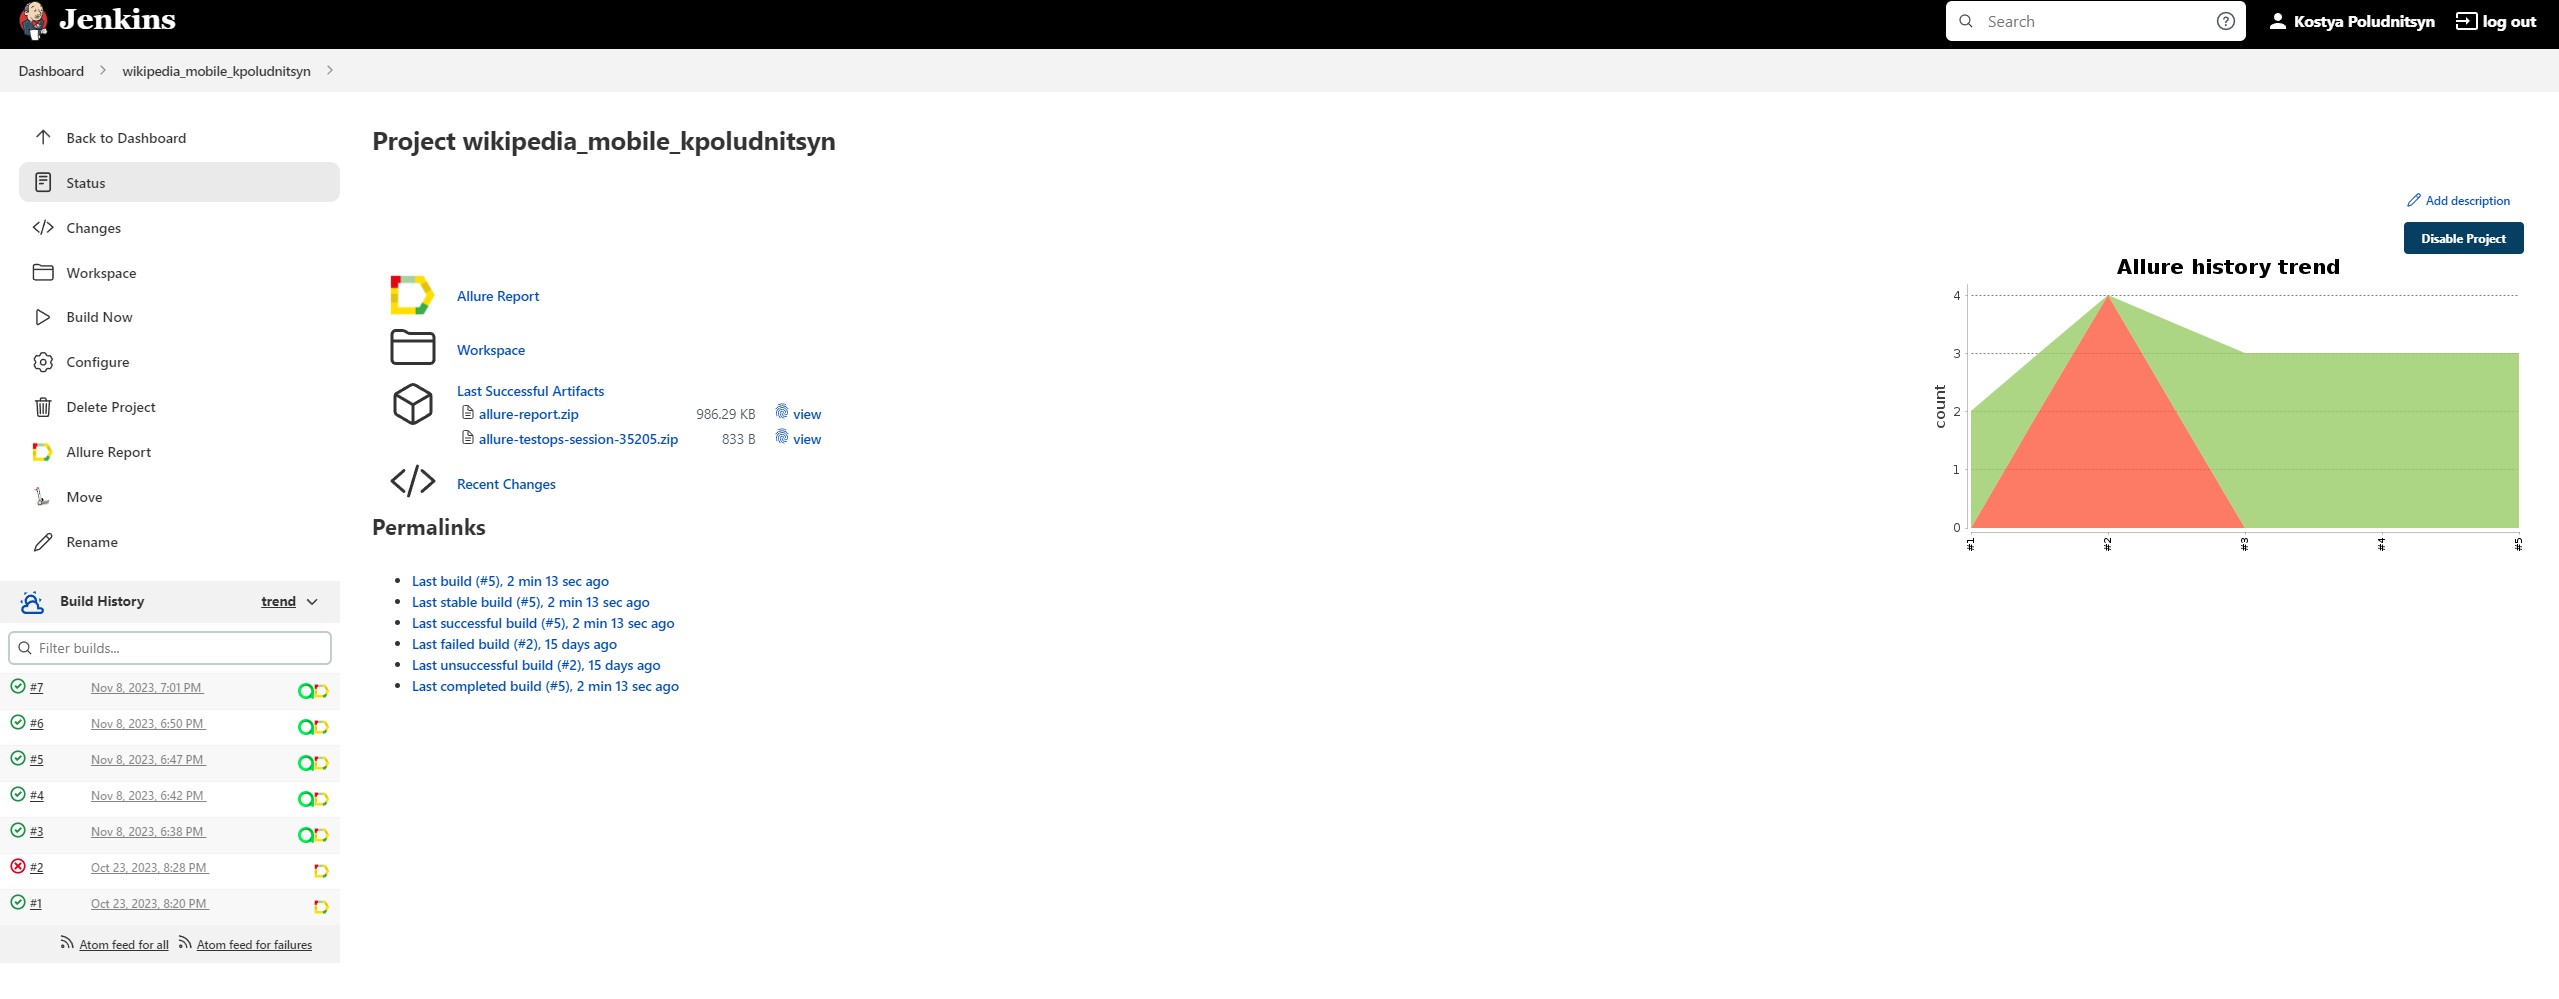 Jenkins
Search
Kostya Poludnitsyn
log out
Dashboard
wikipedia_mobile_kpoludnitsyn
Back to Dashboard
Status
Changes
Workspace
Build Now
Configure
Delete Project
Allure Report
Move
Rename
Build History
trend
Filter builds...
#7 Nov 8, 2023, 7:01 PM
#6 Nov 8, 2023, 6:50 PM
#5 Nov 8, 2023, 6:47 PM
#4 Nov 8, 2023, 6:42 PM
#3 Nov 8, 2023, 6:38 PM
#2 Oct 23, 2023, 8:28 PM
#1 Oct 23, 2023, 8:20 PM
Atom feed for all Atom feed for failures
Project wikipedia_mobile_kpoludnitsyn
Add description
Disable Project
Allure Report
Workspace
Last Successful Artifacts
allure-report.zip 986.29 KB view
allure-testops-session-35205.zip 833 B view
Recent Changes
Permalinks
Last build (#5), 2 min 13 sec ago
Last stable build (#5), 2 min 13 sec ago
Last successful build (#5), 2 min 13 sec ago
Last failed build (#2), 15 days ago
Last unsuccessful build (#2), 15 days ago
Last completed build (#5), 2 min 13 sec ago
Allure history trend
count
4
3
2
1
0
#1 #2 #3 #4 #5